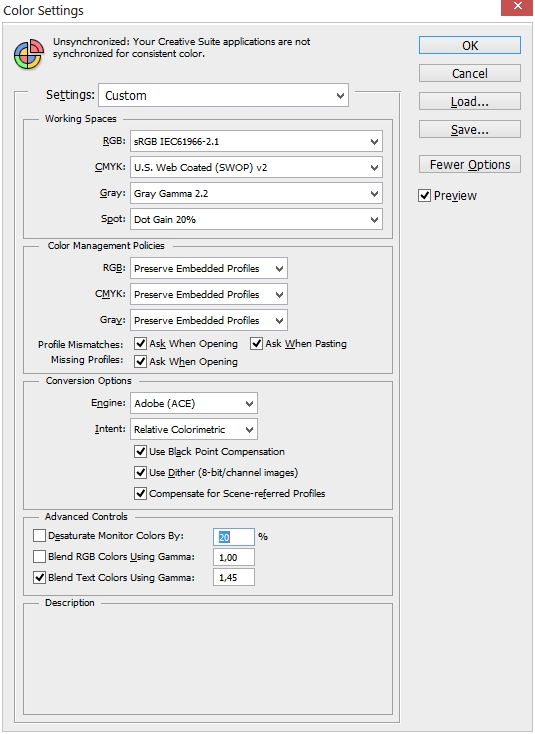 Color Settings
Unsynchronized: Your Creative Suite applications are not
synchronized for consistent color.
OK
Cancel
Load...
Save...
Fewer Options
Preview
Settings: Custom
Working Spaces
RGB: sRGB IEC61966-2.1
CMYK: U.S. Web Coated (SWOP) v2
Gray: Gray Gamma 2.2
Spot: Dot Gain 20%
Color Management Policies
RGB: Preserve Embedded Profiles
CMYK: Preserve Embedded Profiles
Gray: Preserve Embedded Profiles
Profile Mismatches: Ask When Opening Ask When Pasting
Missing Profiles: Ask When Opening
Conversion Options
Engine: Adobe (ACE)
Intent: Relative Colorimetric
Use Black Point Compensation
Use Dither (8-bit/channel images)
Compensate for Scene-referred Profiles
Advanced Controls
Desaturate Monitor Colors By: 20 %
Blend RGB Colors Using Gamma: 1,00
Blend Text Colors Using Gamma: 1,45
Description